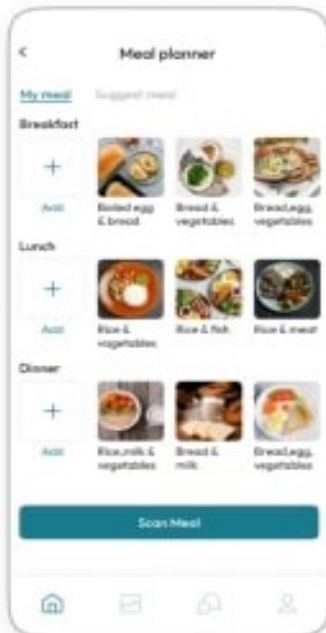 Meal planner
My meal Suggest meal
Breakfast
Add
Boiled egg
& bread
Bread &
vegetables
Bread,egg,
vegetables
Lunch
Add
Rice &
vagetables
Rice & fish
Rice & meat
Dinner
Add
Rice,milk &
vegetables
Bread &
milk
Bread,egg,
vegetables
Scan Meal